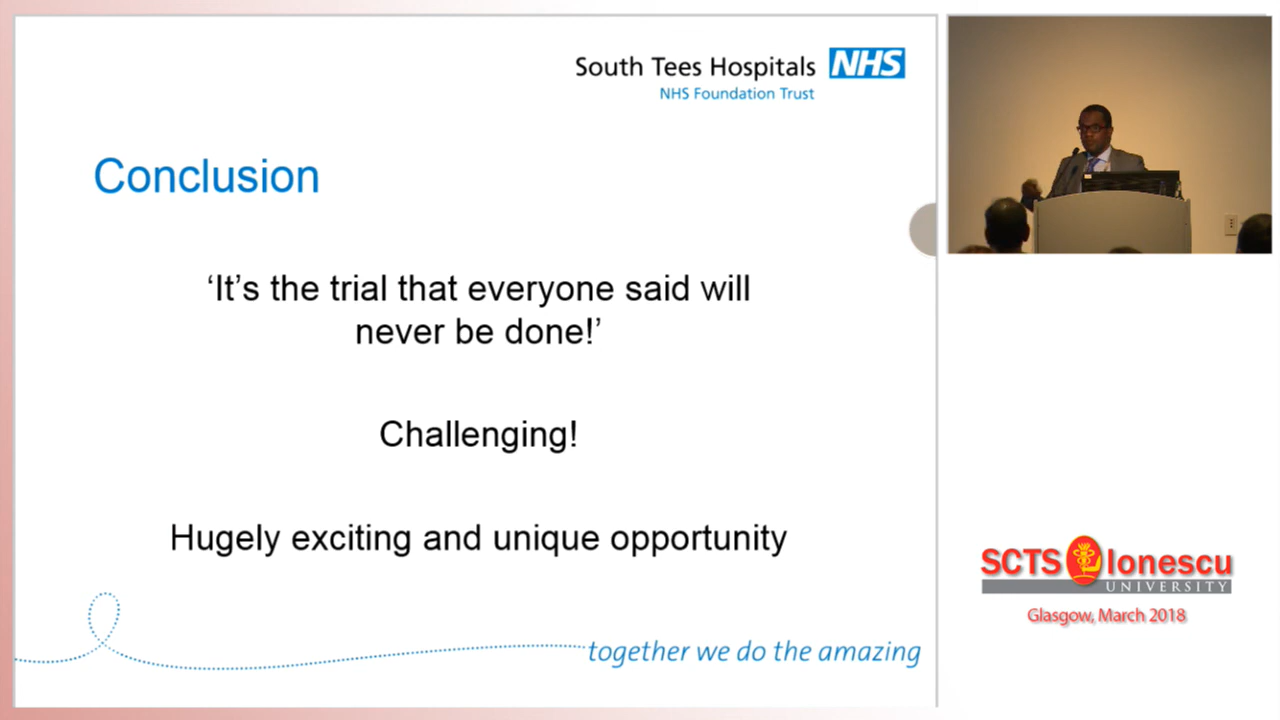 South Tees Hospitals NHS
NHS Foundation Trust
Conclusion
‘It’s the trial that everyone said will
never be done!’
Challenging!
Hugely exciting and unique opportunity
together we do the amazing
SCTS Ionescu
UNIVERSITY
Glasgow, March 2018